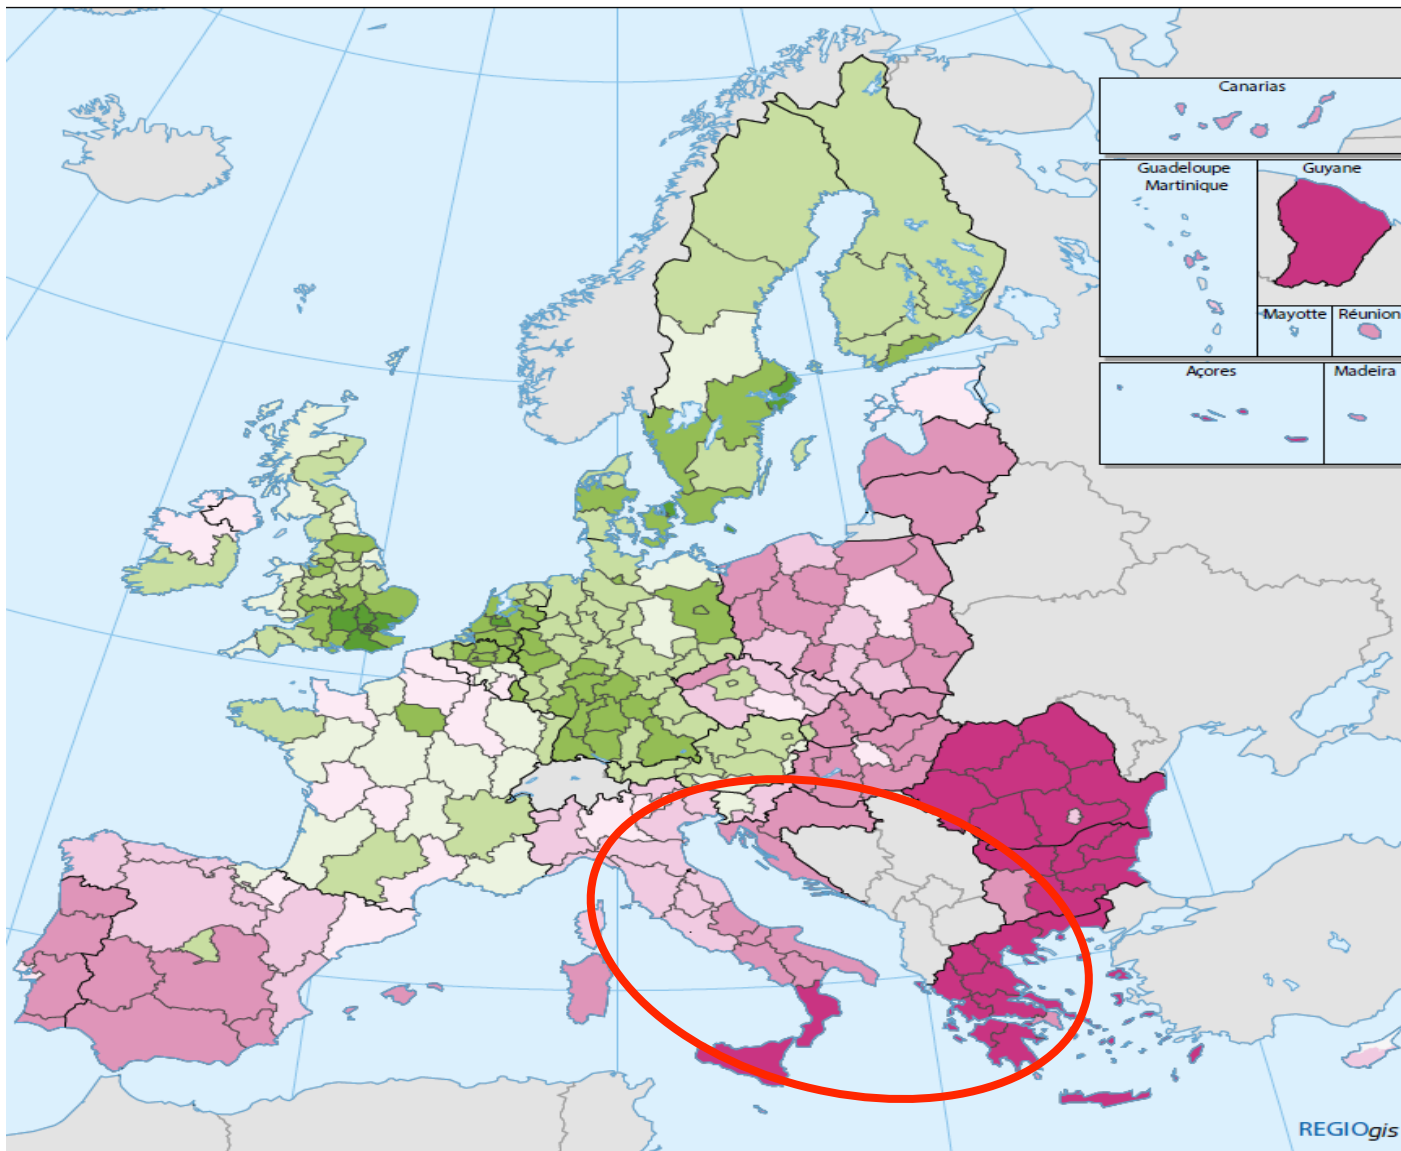 Canarias
Guadeloupe
Martinique
Guyane
Mayotte
Réunion
Açores
Madeira
REGIOgis